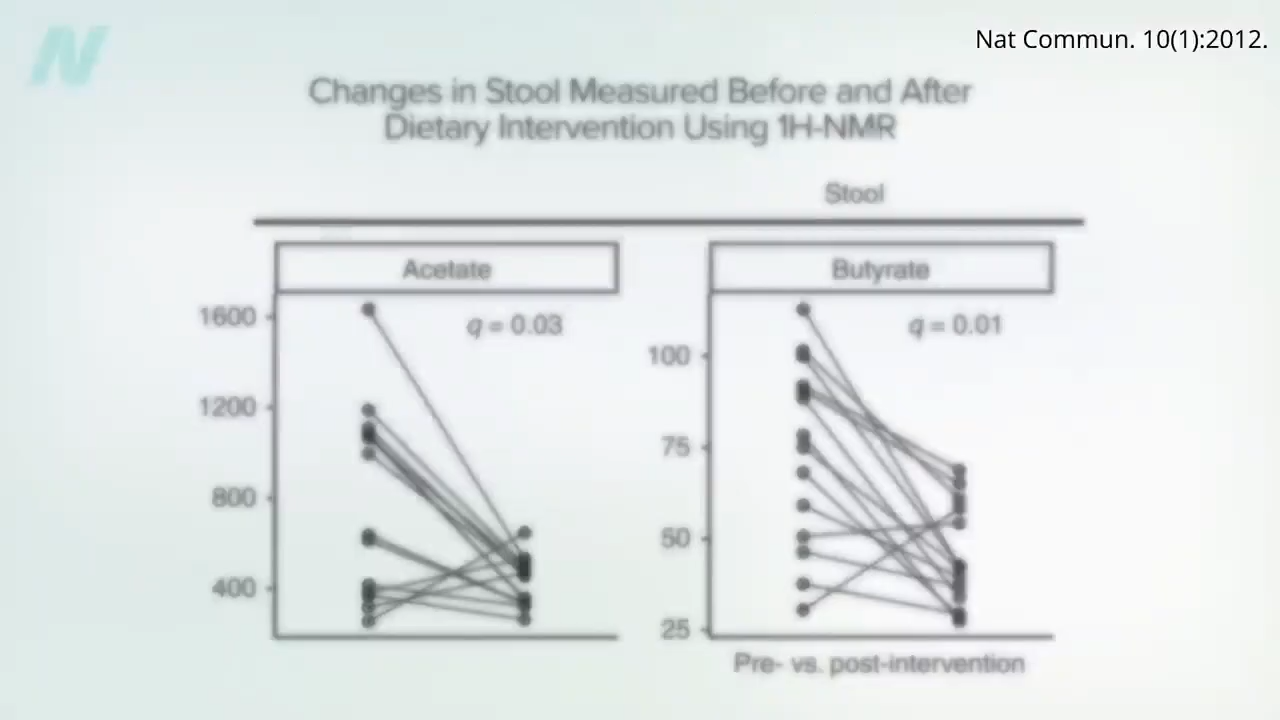 N
Nat Commun. 10(1):2012.
Changes in Stool Measured Before and After
Dietary Intervention Using 1H-NMR
Stool
Acetate
Butyrate
q = 0.03
q = 0.01
1600
1200
800
400
100
75
50
25
Pre- vs. post-intervention